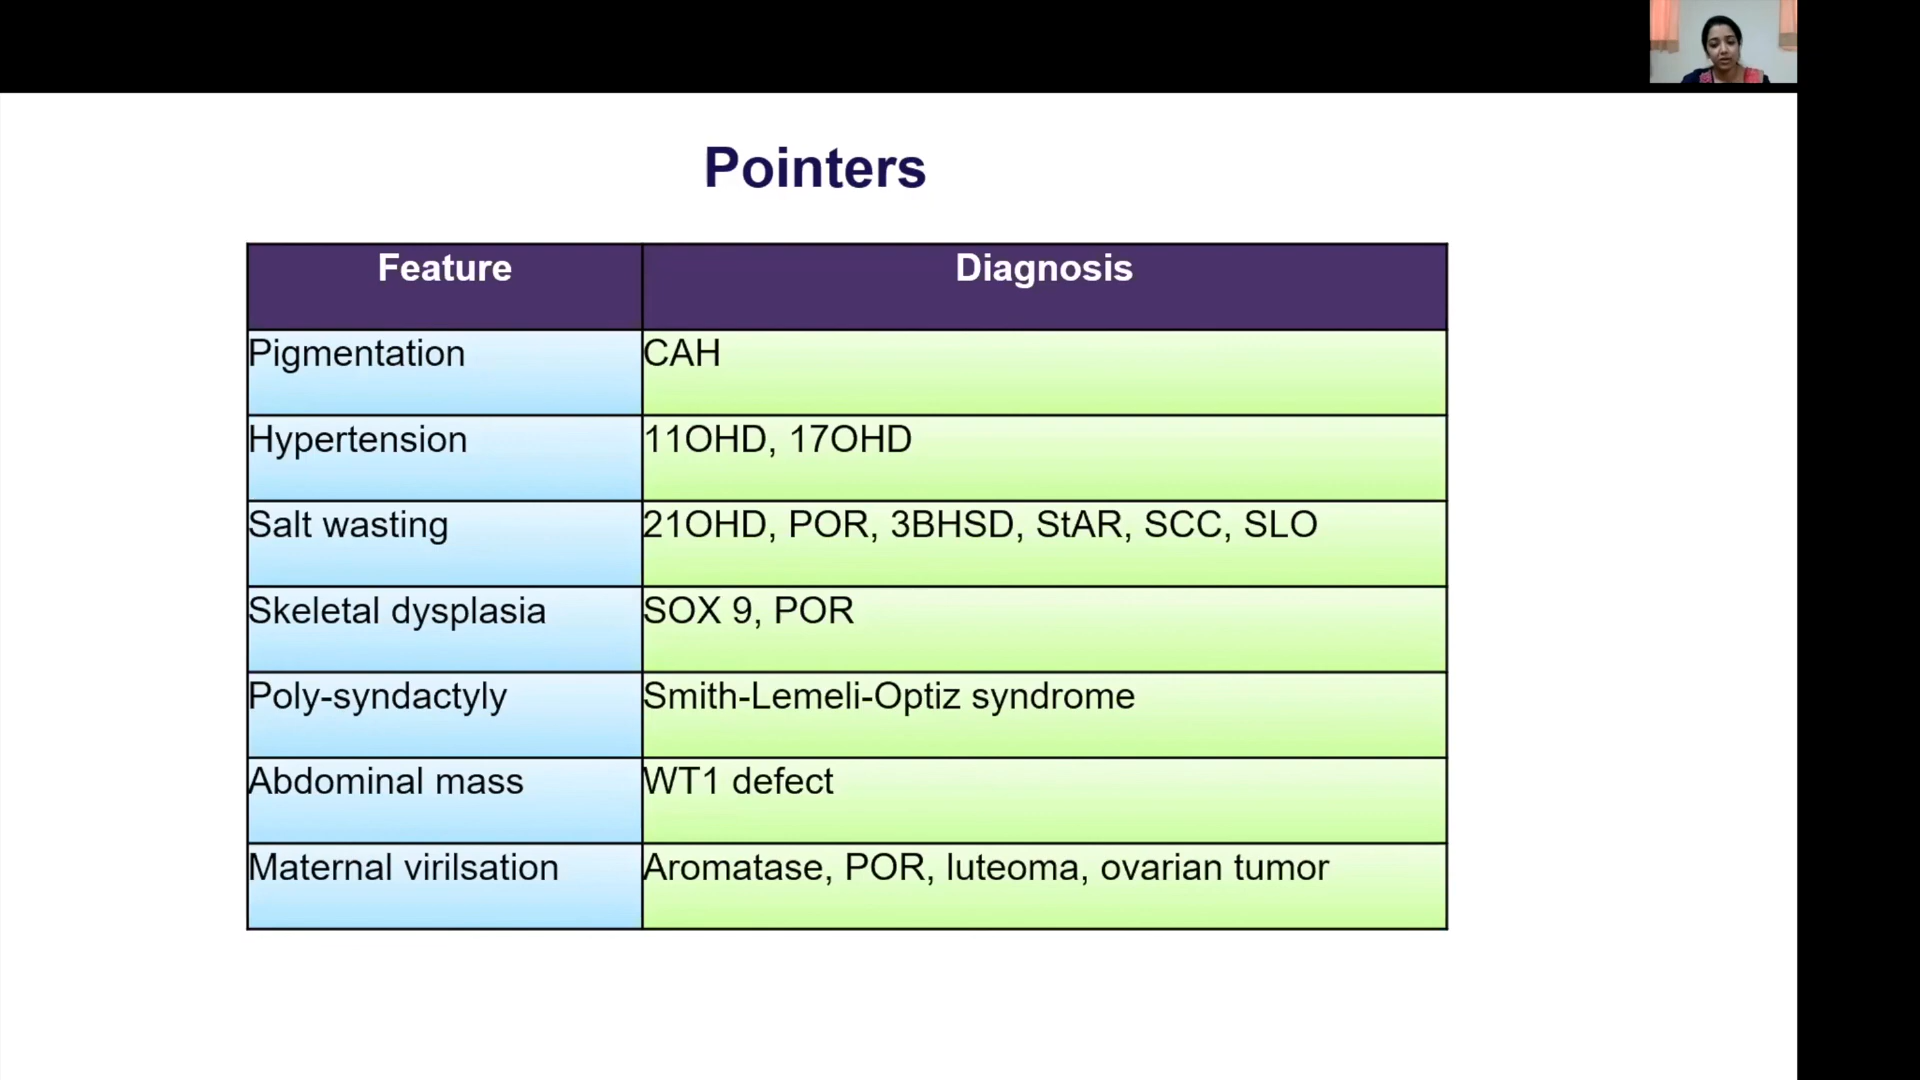 Pointers
Feature Diagnosis
Pigmentation CAH
Hypertension 11OHD, 17OHD
Salt wasting 21OHD, POR, 3BHSD, StAR, SCC, SLO
Skeletal dysplasia SOX 9, POR
Poly-syndactyly Smith-Lemeli-Optiz syndrome
Abdominal mass WT1 defect
Maternal virilsation Aromatase, POR, luteoma, ovarian tumor